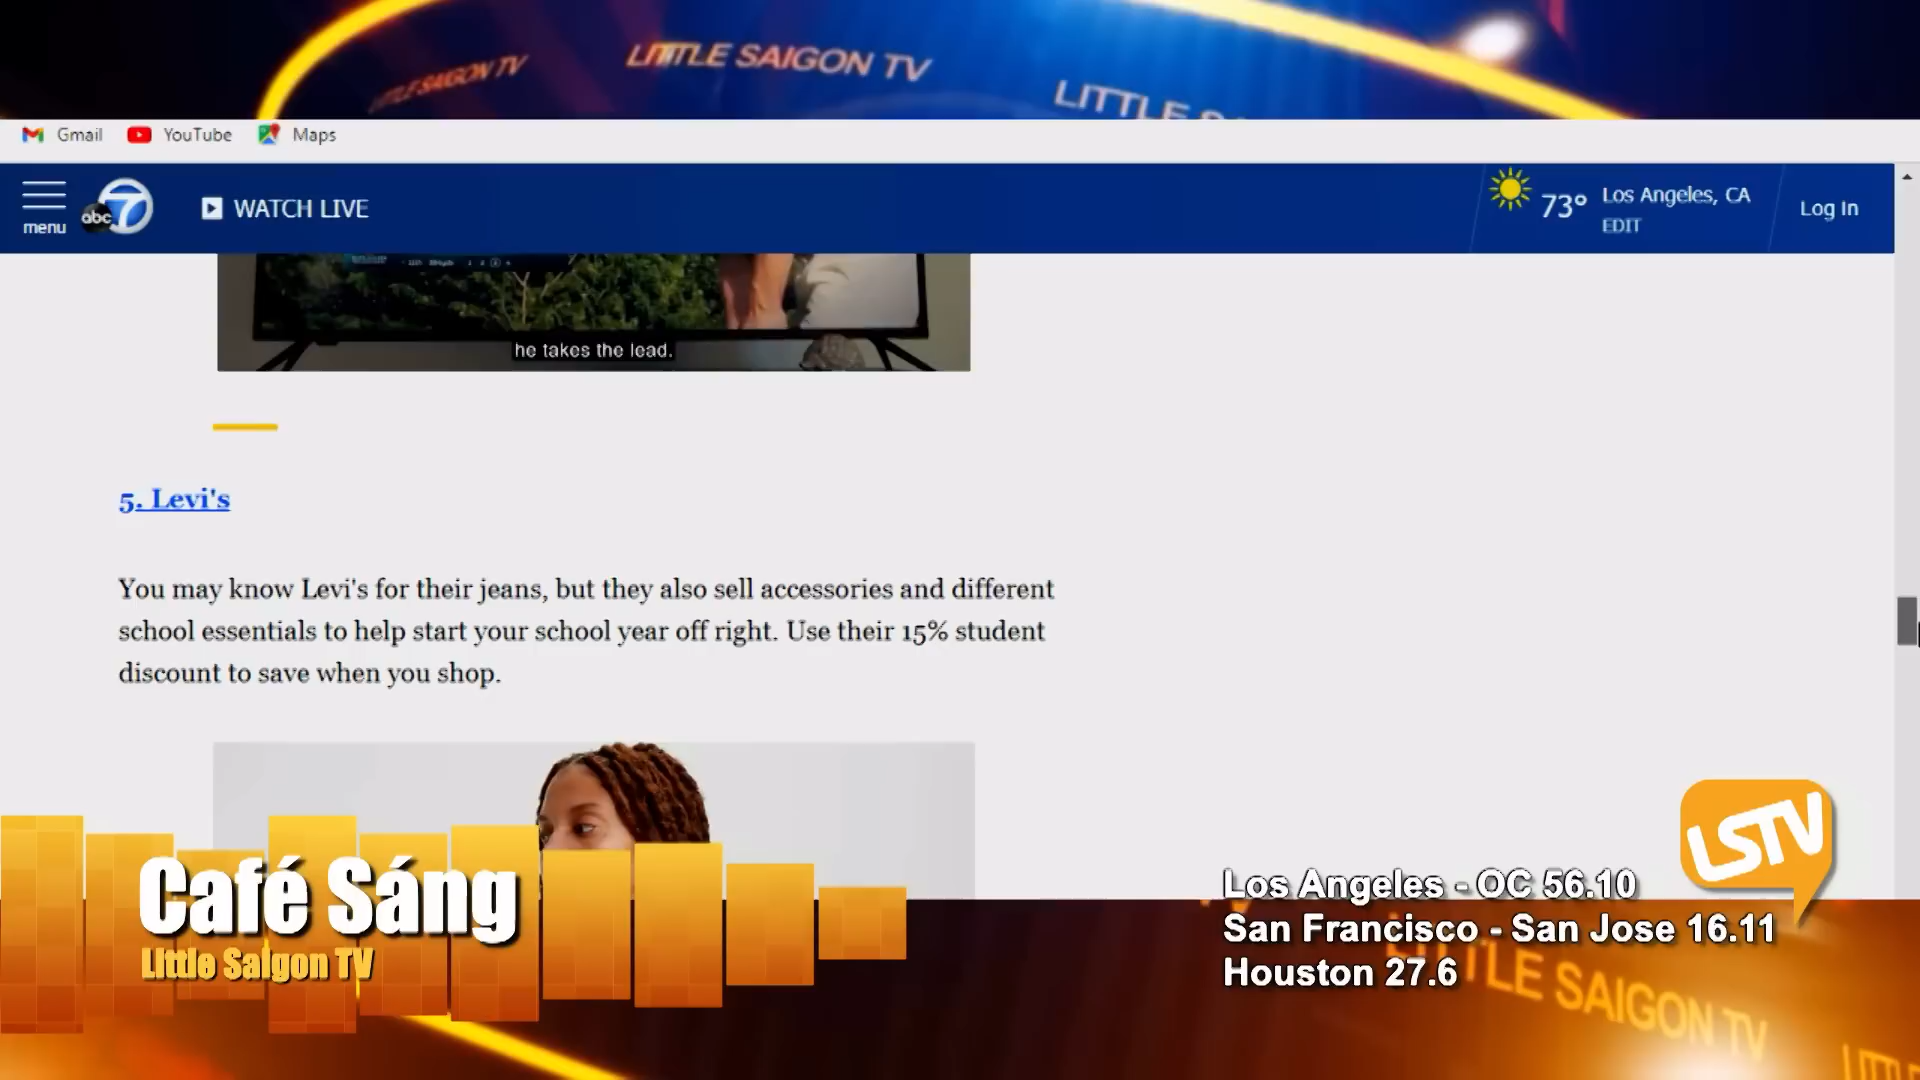 LITTLE SAIGON TV
LITTLE SAIGON TV
LITTLE
Gmail
YouTube
Maps
menu
abc 7
WATCH LIVE
73°
Los Angeles, CA
EDIT
Log In
he takes the lead.
5. Levi's
You may know Levi's for their jeans, but they also sell accessories and different
school essentials to help start your school year off right. Use their 15% student
discount to save when you shop.
Café Sáng
Little Saigon TV
LSTV
Los Angeles - OC 56.10
San Francisco - San Jose 16.11
Houston 27.6
LITTLE SAIGON TV